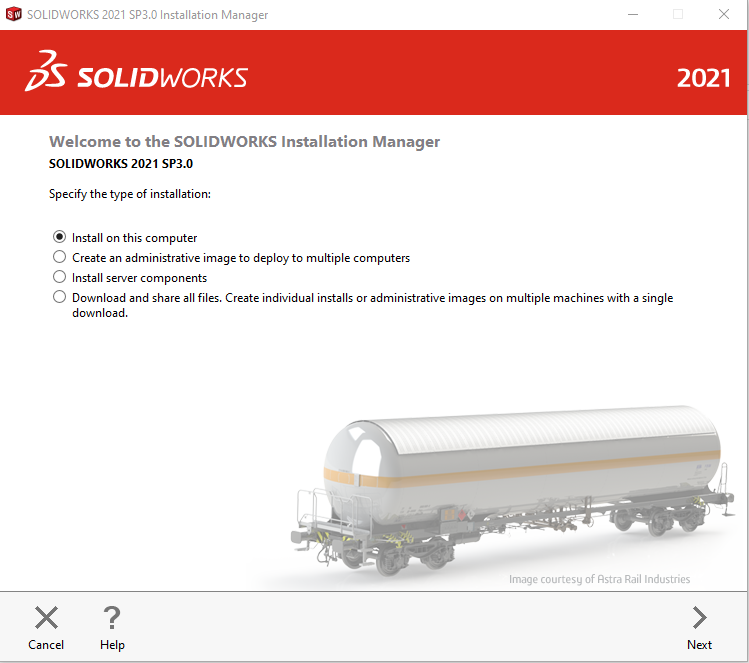 SOLIDWORKS 2021 SP3.0 Installation Manager
SOLIDWORKS
2021
Welcome to the SOLIDWORKS Installation Manager
SOLIDWORKS 2021 SP3.0
Specify the type of installation:
Install on this computer
Create an administrative image to deploy to multiple computers
Install server components
Download and share all files. Create individual installs or administrative images on multiple machines with a single
download.
Image courtesy of Astra Rail Industries
Cancel
Help
Next